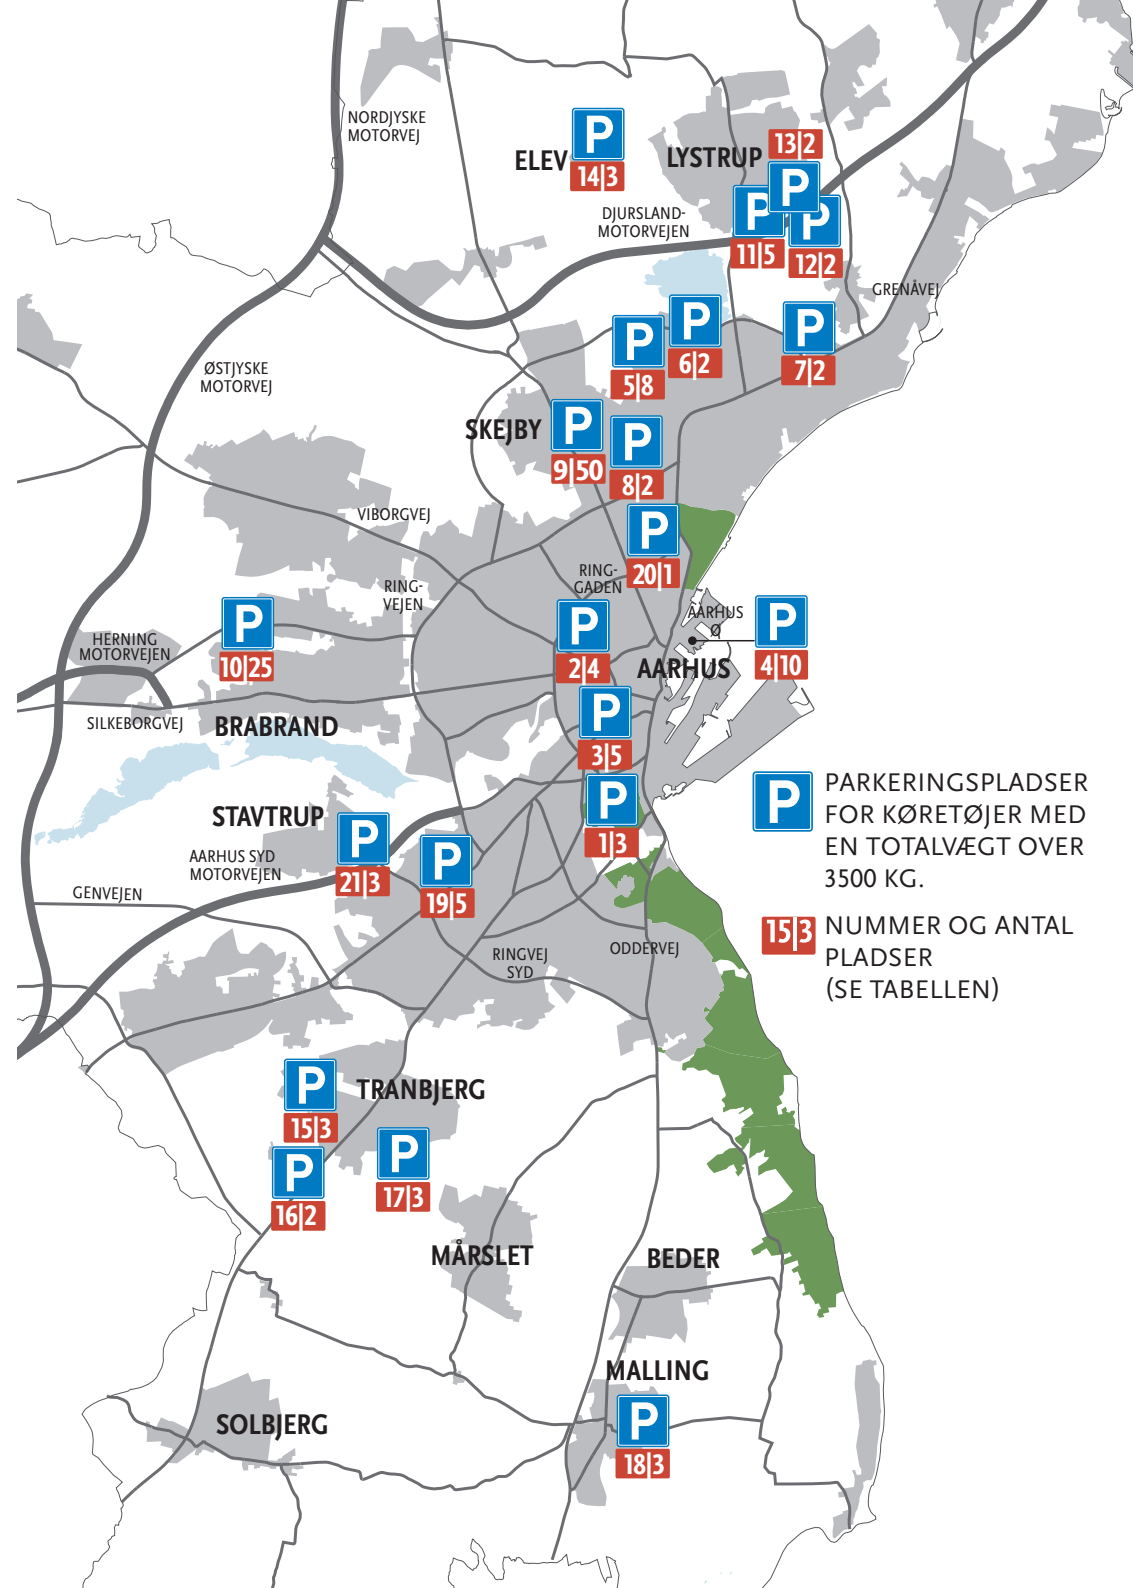 NORDJYSKE
MOTORVEJ
P
ELEV
14|3
LYSTRUP
13|2
P
P
11|5
P
12|2
DJURSLAND-
MOTORVEJEN
GRENÅVEJ
P
5|8
P
6|2
P
7|2
ØSTJYSKE
MOTORVEJ
SKEJBY
P
9|50
P
8|2
VIBORGVEJ
P
20|1
RING-
GADEN
RING-
VEJEN
P
10|25
HERNING
MOTORVEJEN
P
2|4
AARHUS
Ø
P
4|10
AARHUS
SILKEBORGVEJ
BRABRAND
P
3|5
P
1|3
STAVTRUP
P
21|3
AARHUS SYD
MOTORVEJEN
P
19|5
GENVEJEN
RINGVEJ
SYD
ODDERVEJ
P
PARKERINGSPLADSER
FOR KØRETØJER MED
EN TOTALVÆGT OVER
3500 KG.
15|3
NUMMER OG ANTAL
PLADSER
(SE TABELLEN)
P
15|3
TRANBJERG
P
16|2
P
17|3
MÅRSLET
BEDER
MALLING
P
18|3
SOLBJERG